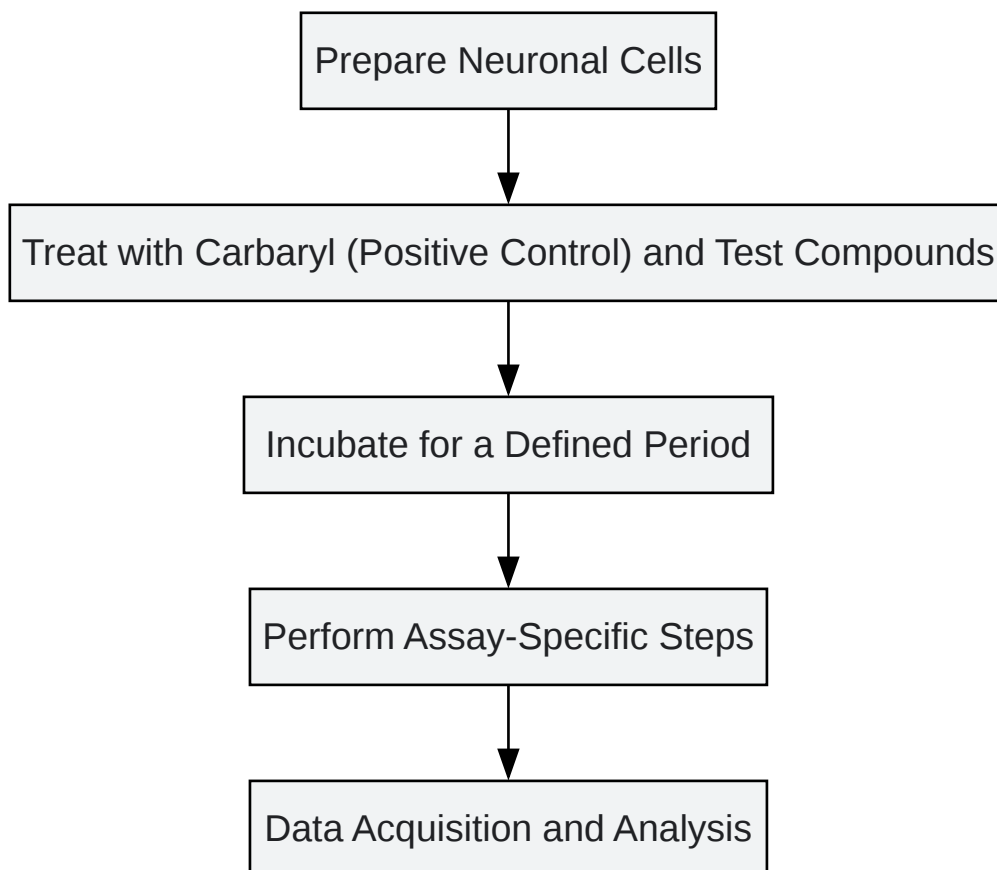 Prepare Neuronal Cells
Treat with Carbaryl (Positive Control) and Test Compounds
Incubate for a Defined Period
Perform Assay-Specific Steps
Data Acquisition and Analysis